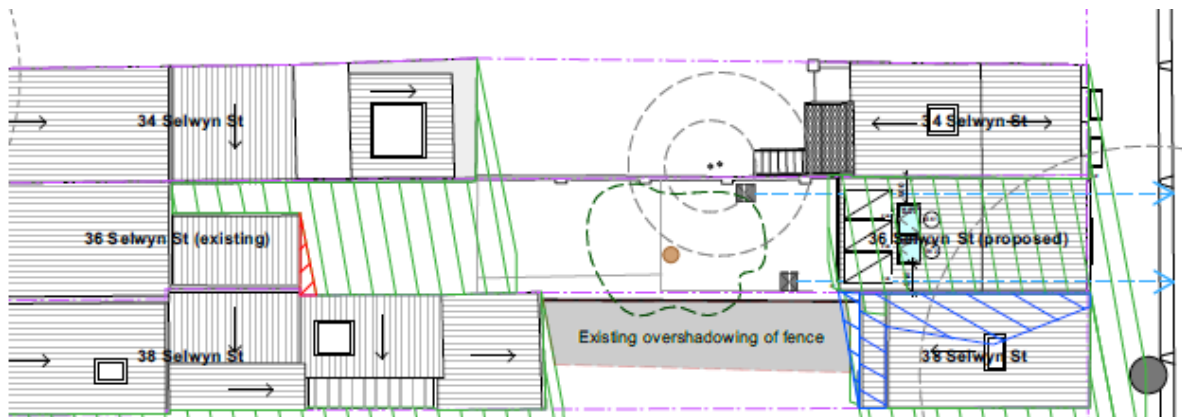 34 Selwyn St
34 Selwyn St
36 Selwyn St (existing)
36 Selwyn St (proposed)
Existing overshadowing of fence
38 Selwyn St
38 Selwyn St